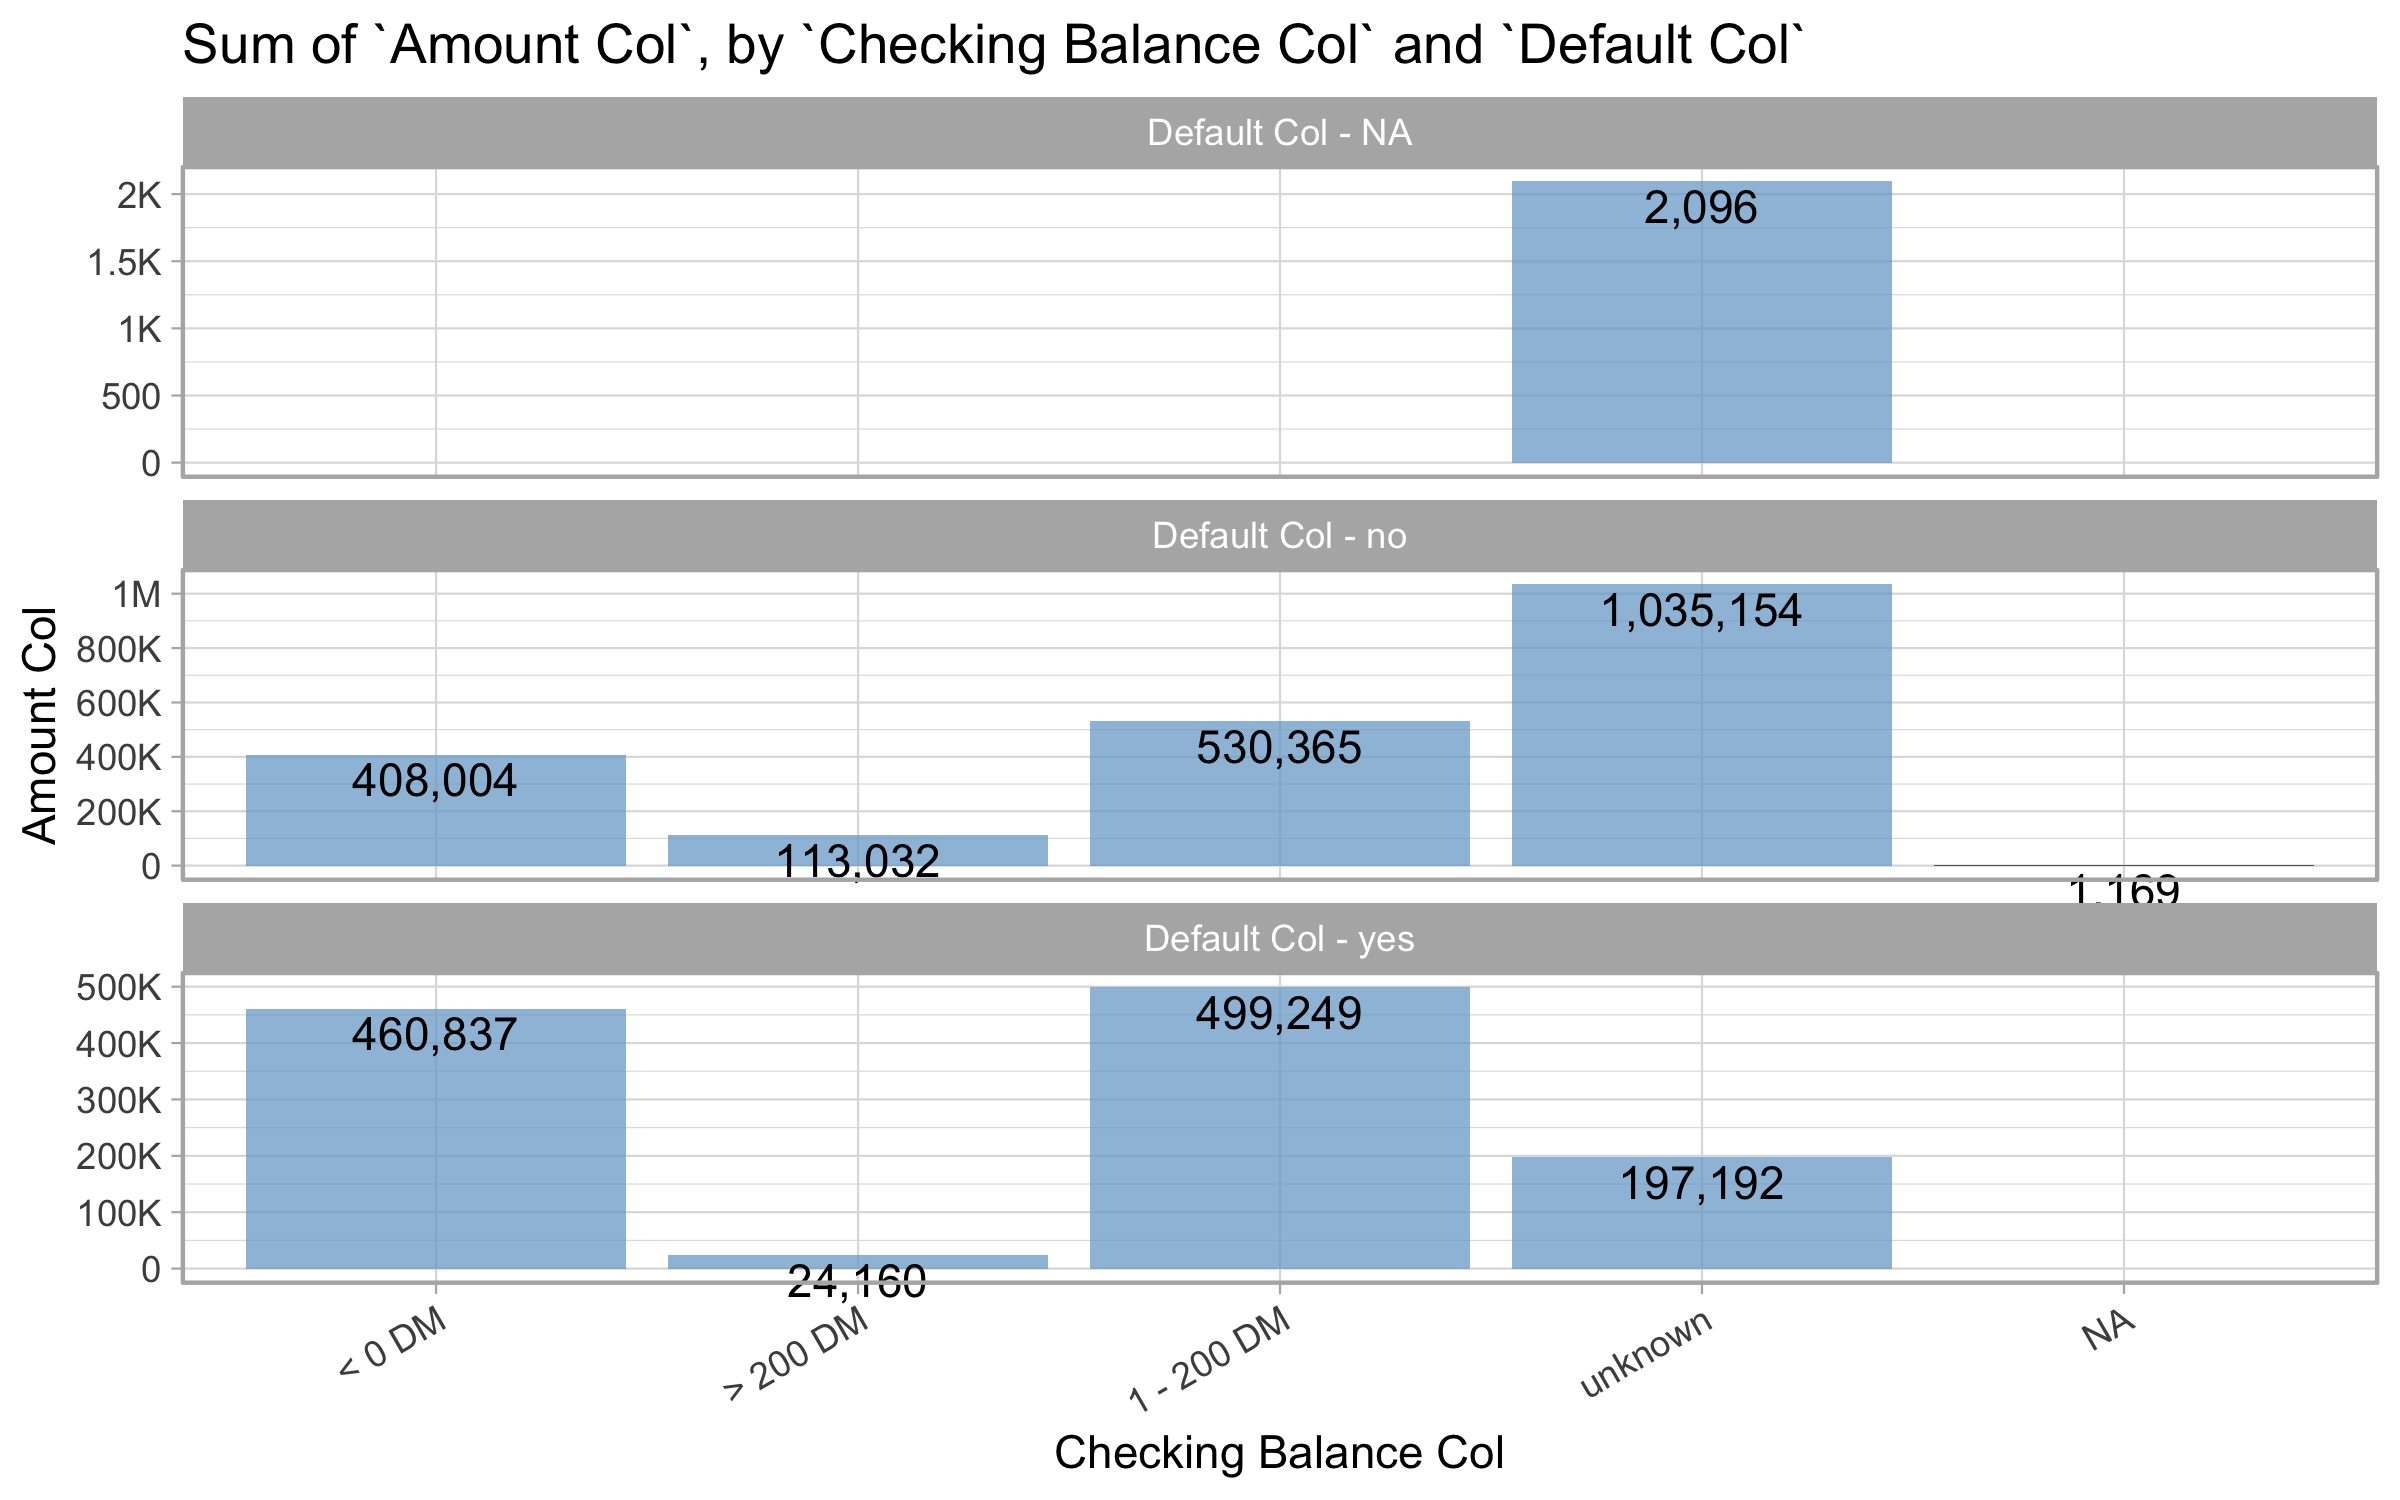 Sum of `Amount Col`, by `Checking Balance Col` and `Default Col`
Default Col - NA
2K
1.5K
1K
500
0
2,096
Default Col - no
1M
800K
600K
400K
200K
0
408,004
113,032
530,365
1,035,154
1,169
Amount Col
Default Col - yes
500K
400K
300K
200K
100K
0
460,837
24,160
499,249
197,192
< 0 DM
> 200 DM
1 - 200 DM
unknown
NA
Checking Balance Col